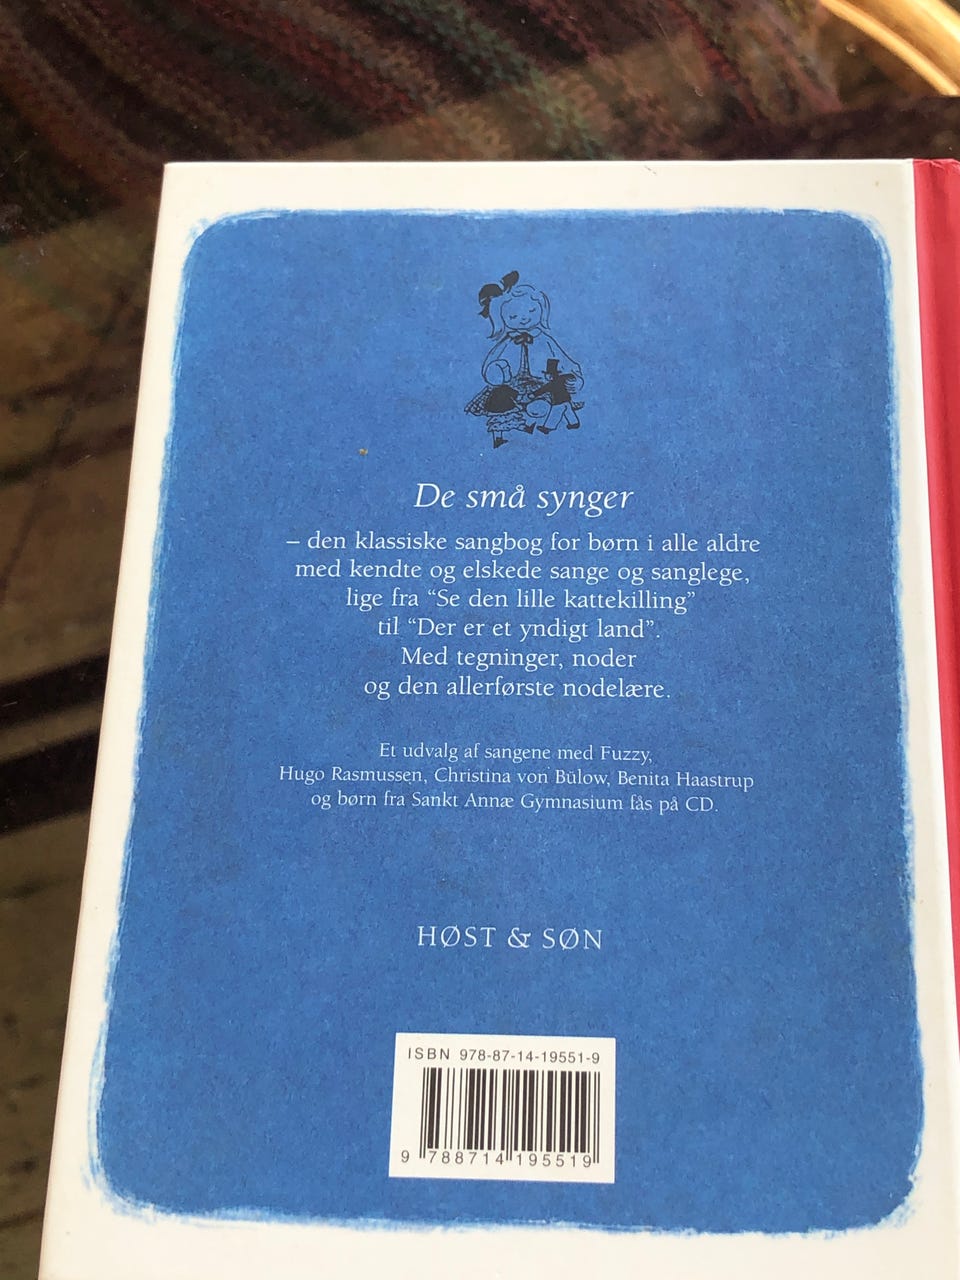 De små synger
– den klassiske sangbog for børn i alle aldre
med kendte og elskede sange og sanglege,
lige fra “Se den lille kattekilling”
til “Der er et yndigt land”.
Med tegninger, noder
og den allerførste nodelære.
Et udvalg af sangene med Fuzzy,
Hugo Rasmussen, Christina von Bülow, Benita Haastrup
og børn fra Sankt Annæ Gymnasium fås på CD.
HØST & SØN
ISBN 978-87-14-19551-9
9 788714 195519